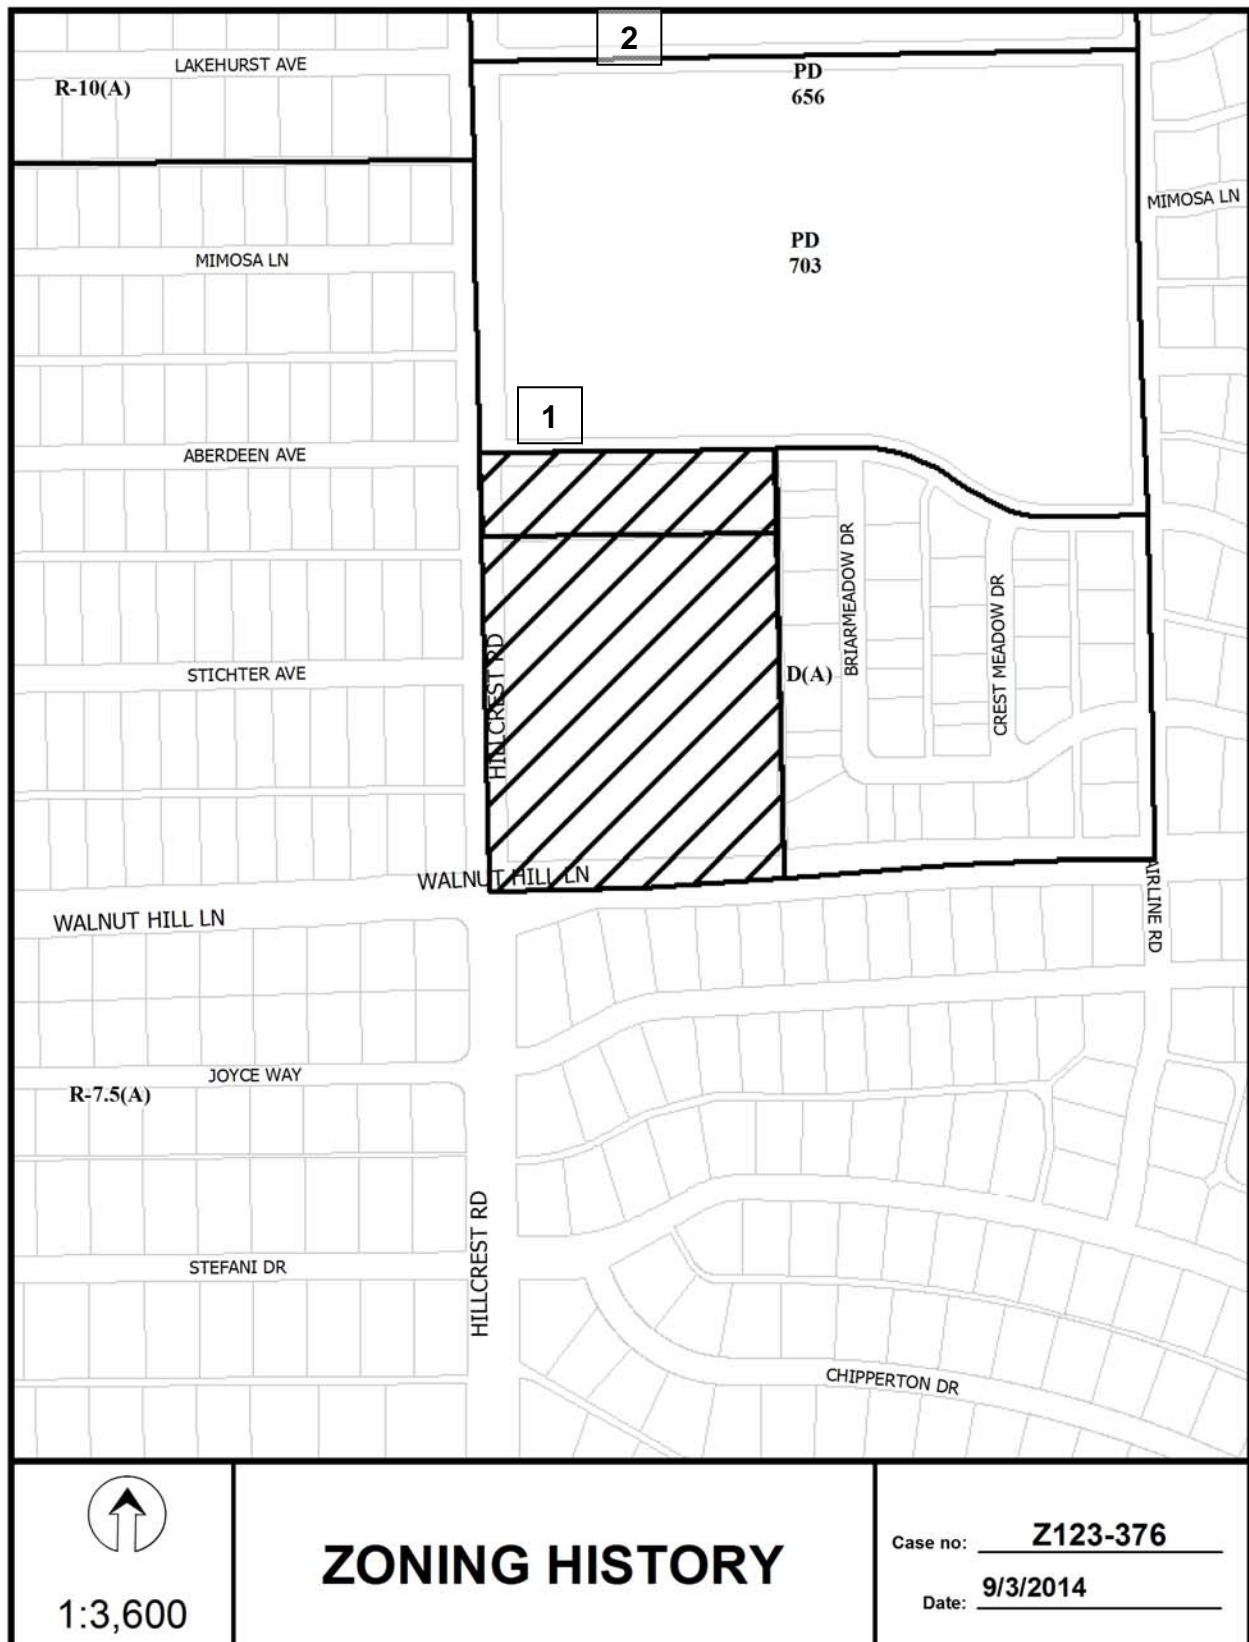 2
LAKEHURST AVE
R-10(A)
PD
656
MIMOSA LN
PD
703
MIMOSA LN
1
ABERDEEN AVE
BRIARMEADOW DR
CREST MEADOW DR
HILLCREST RD
STICHTER AVE
D(A)
WALNUT HILL LN
WALNUT HILL LN
AIRLINE RD
JOYCE WAY
R-7.5(A)
HILLCREST RD
STEFANI DR
CHIPPERTON DR
1:3,600
ZONING HISTORY
Case no: Z123-376
Date: 9/3/2014